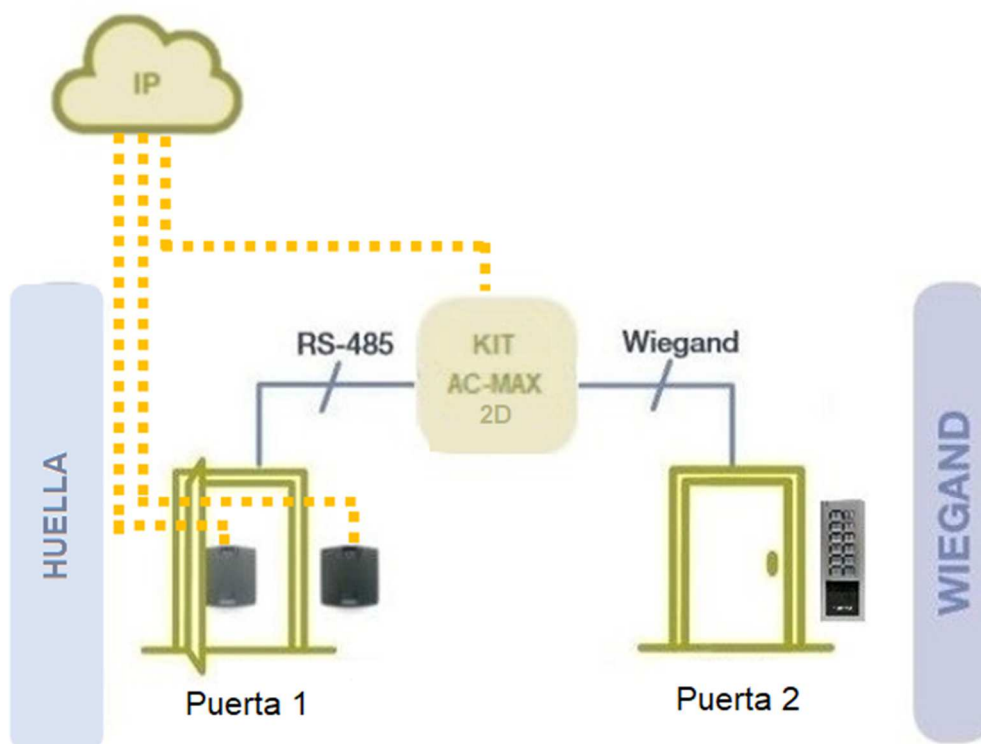 IP
RS-485
KIT
AC-MAX
2D
Wiegand
HUELLA
WIEGAND
Puerta 1
Puerta 2